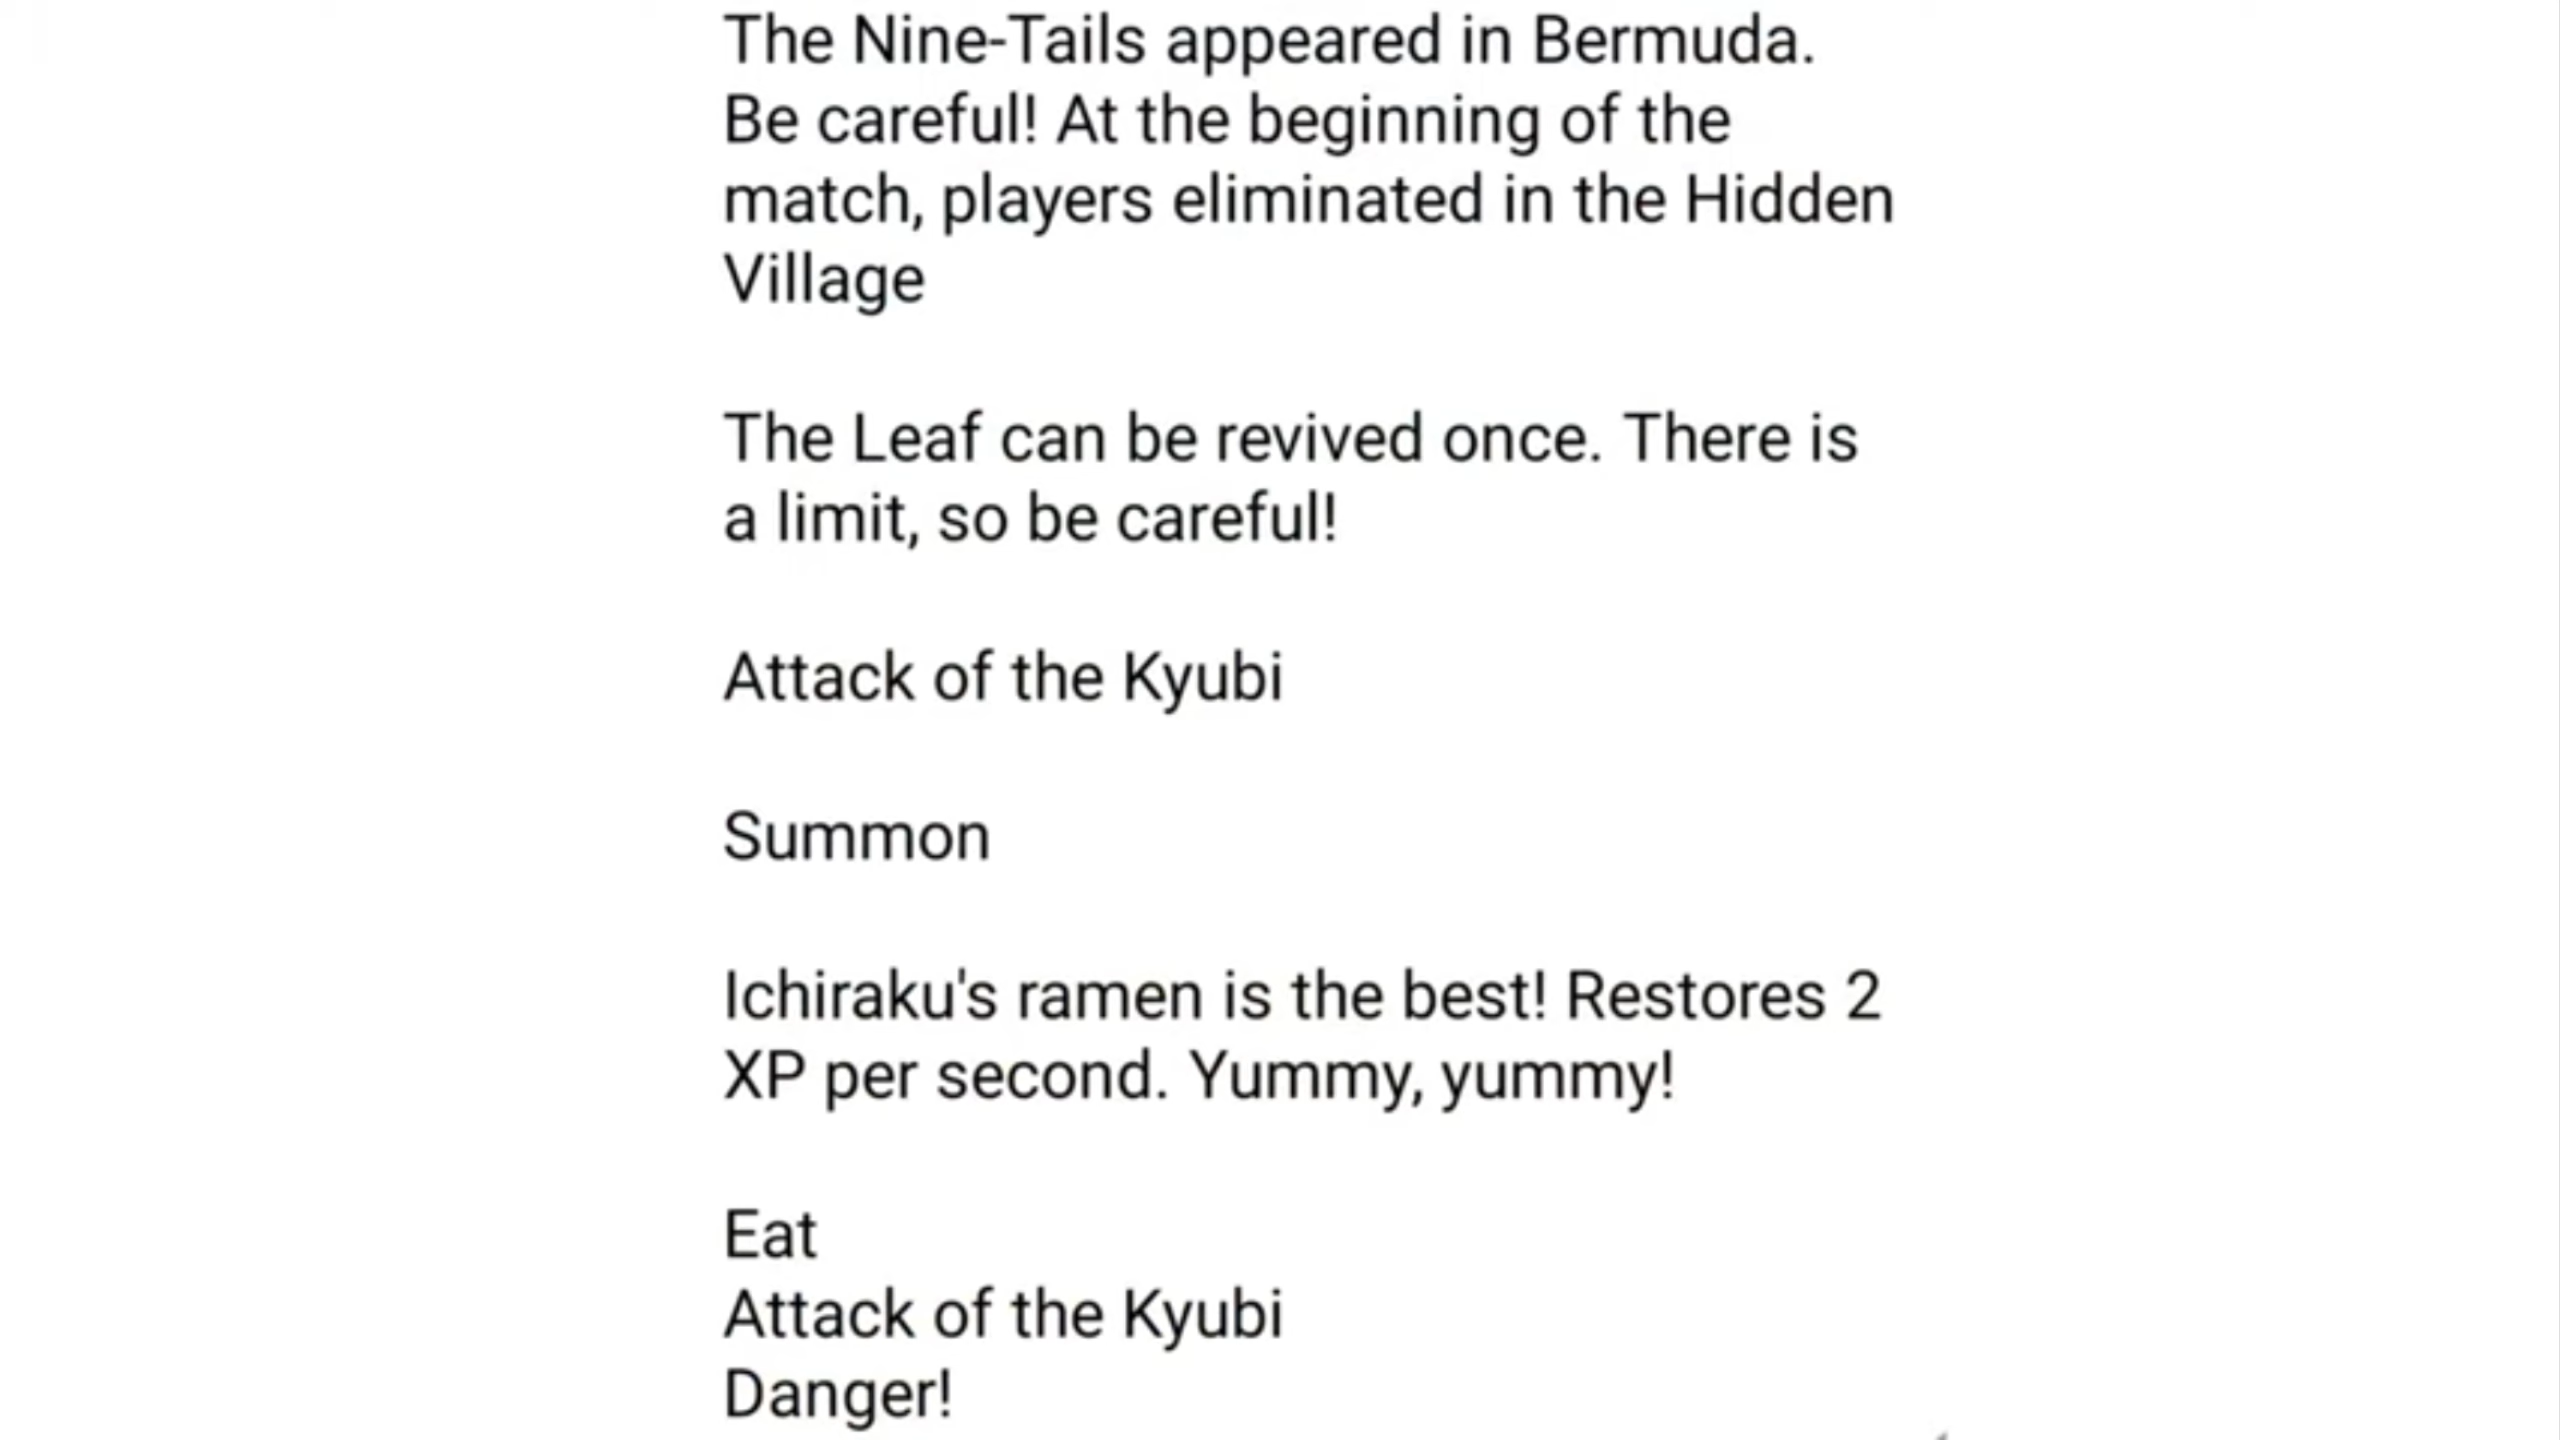 The Nine-Tails appeared in Bermuda.
Be careful! At the beginning of the
match, players eliminated in the Hidden
Village
The Leaf can be revived once. There is
a limit, so be careful!
Attack of the Kyubi
Summon
Ichiraku's ramen is the best! Restores 2
XP per second. Yummy, yummy!
Eat
Attack of the Kyubi
Danger!